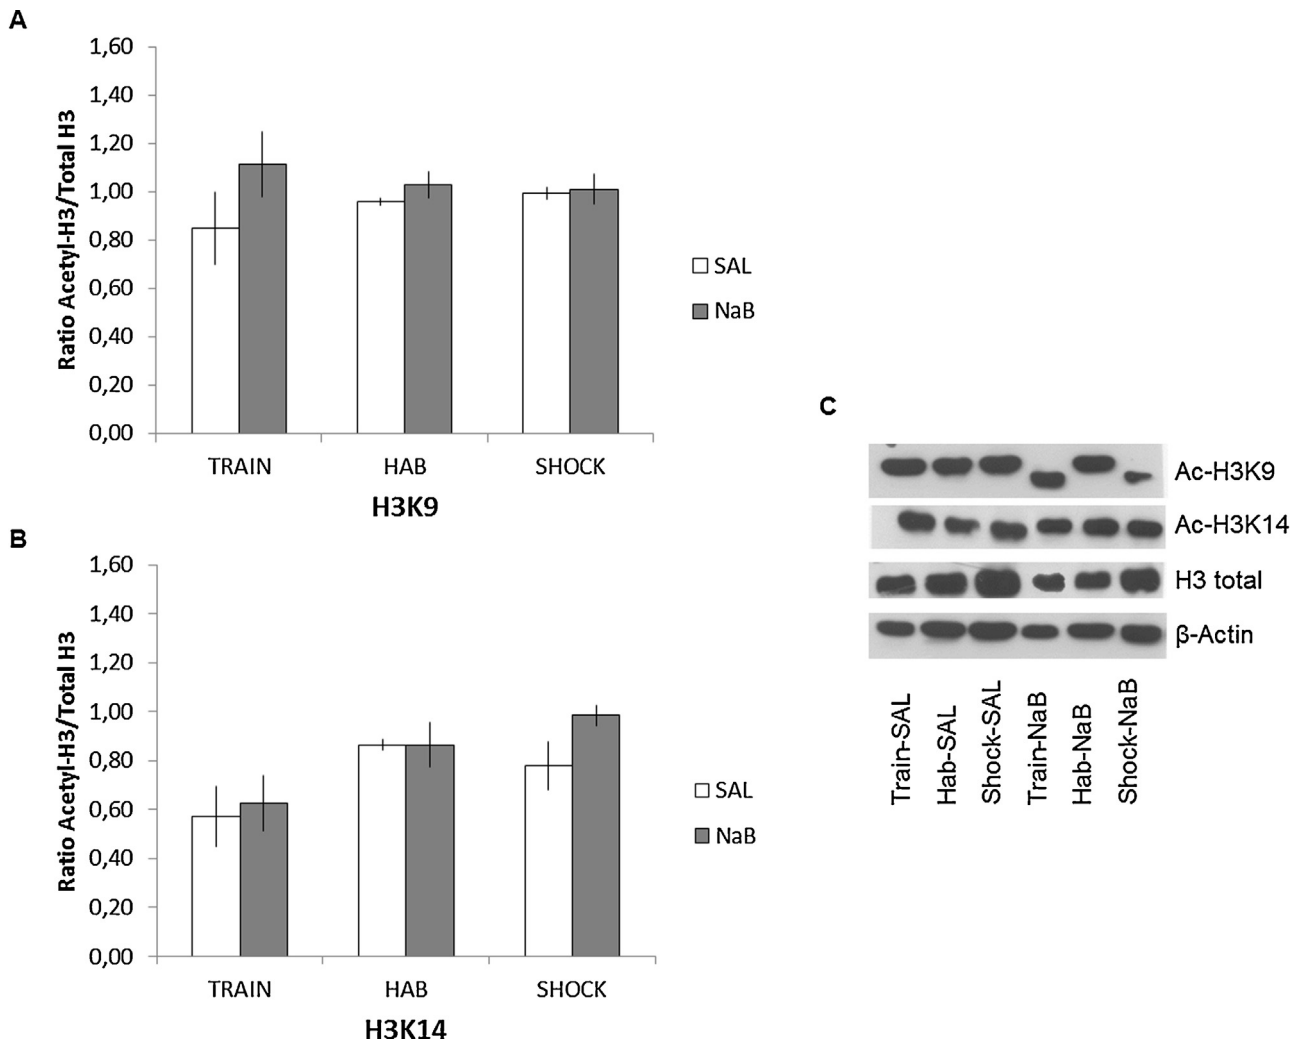 A
Ratio Acetyl-H3/Total H3
1,60
1,40
1,20
1,00
0,80
0,60
0,40
0,20
0,00
TRAIN HAB SHOCK
H3K9
SAL
NaB
B
Ratio Acetyl-H3/Total H3
1,60
1,40
1,20
1,00
0,80
0,60
0,40
0,20
0,00
TRAIN HAB SHOCK
H3K14
SAL
NaB
C
Ac-H3K9
Ac-H3K14
H3 total
β-Actin
Train-SAL
Hab-SAL
Shock-SAL
Train-NaB
Hab-NaB
Shock-NaB